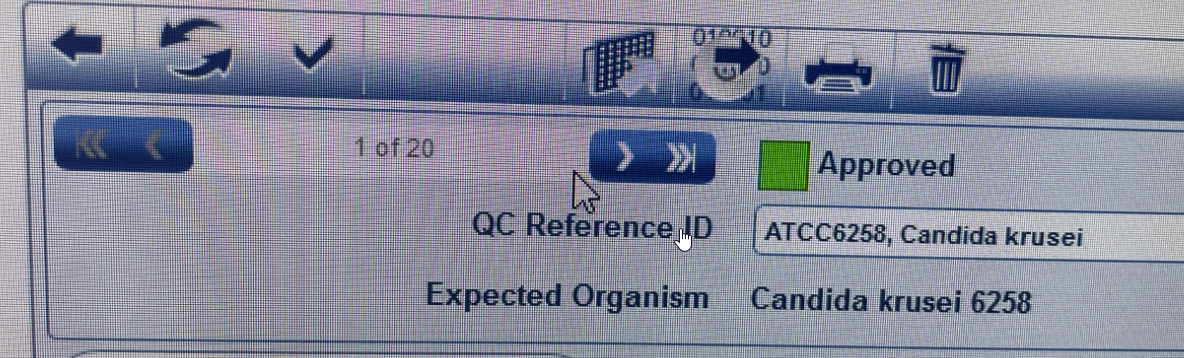 1 of 20
Approved
QC Reference ID
ATCC6258, Candida krusei
Expected Organism
Candida krusei 6258